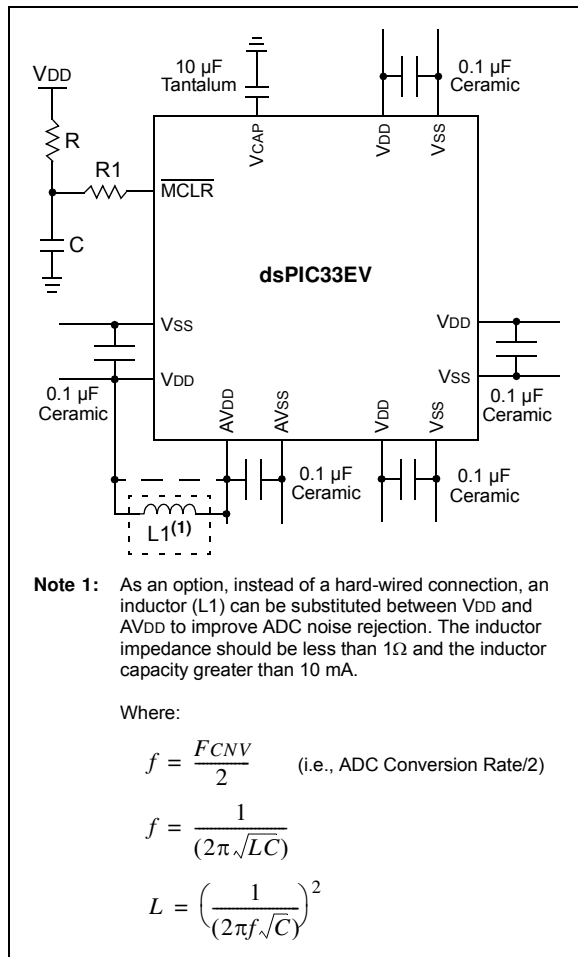 10 µF
Tantalum
0.1 µF
Ceramic
VDD
R
R1
C
MCLR
VCAP
VDD
VSS
dsPIC33EV
VSS
VDD
0.1 µF
Ceramic
VDD
VSS
0.1 µF
Ceramic
AVDD
AVSS
VDD
VSS
0.1 µF
Ceramic
0.1 µF
Ceramic
L1(1)
Note 1: As an option, instead of a hard-wired connection, an
inductor (L1) can be substituted between VDD and
AVDD to improve ADC noise rejection. The inductor
impedance should be less than 1Ω and the inductor
capacity greater than 10 mA.
Where:
f = FCNV / 2 (i.e., ADC Conversion Rate/2)
f = 1 / (2π√LC)
L = (1 / (2πf√C))²